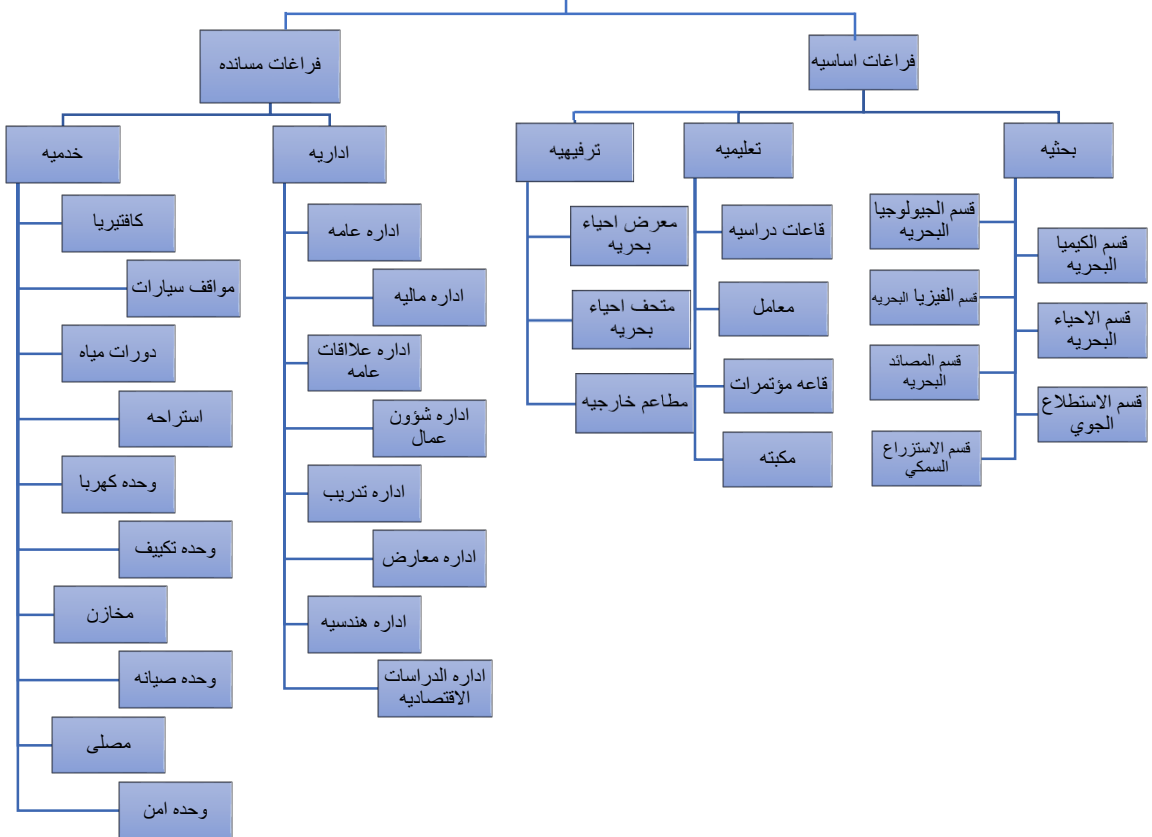 فراغات اساسيه
فراغات مسانده
بحثيه
تعليميه
ترفيهيه
اداريه
خدميه
قسم الجيولوجيا
البحريه
قسم الكيميا
البحريه
قسم الفيزيا البحريه
قسم الاحياء
البحريه
قسم المصائد
البحريه
قسم الاستطلاع
الجوي
قسم الاستزراع
السمكي
قاعات دراسيه
معامل
قاعه مؤتمرات
مكبته
معرض احياء
بحريه
متحف احياء
بحريه
مطاعم خارجيه
اداره عامه
اداره ماليه
اداره علااقات
عامه
اداره شؤون
عمال
اداره تدريب
اداره معارض
اداره هندسيه
اداره الدراسات
الاقتصاديه
كافتيريا
مواقف سيارات
دورات مياه
استراحه
وحده كهربا
وحده تكييف
مخازن
وحده صيانه
مصلى
وحده امن